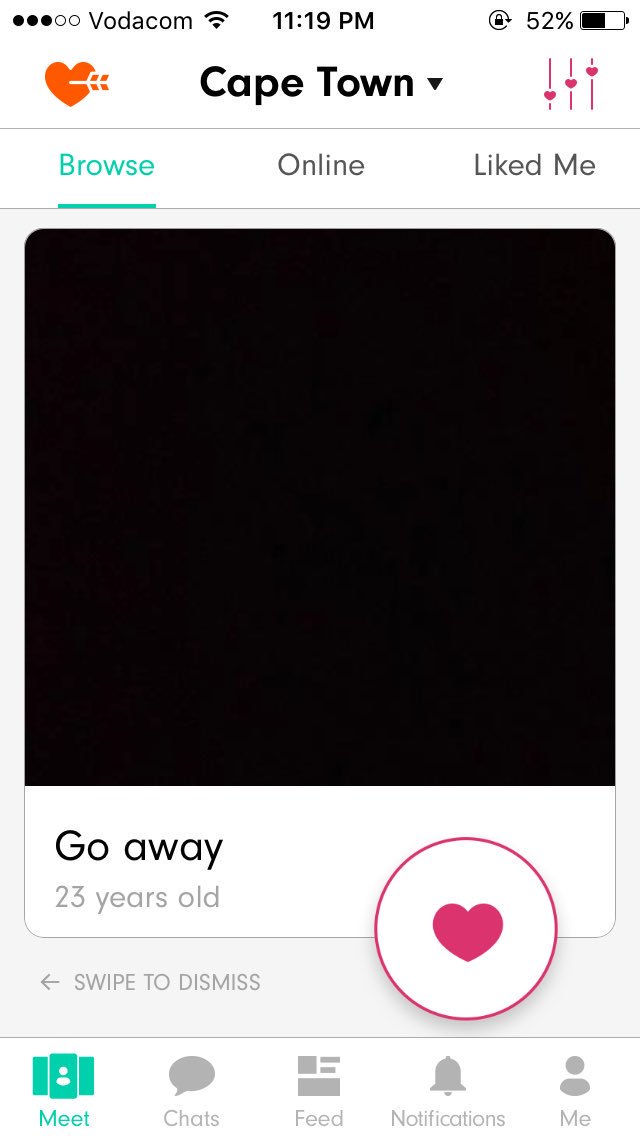 Vodacom 11:19 PM 52%
Cape Town
Browse Online Liked Me
Go away
23 years old
SWIPE TO DISMISS
Meet Chats Feed Notifications Me